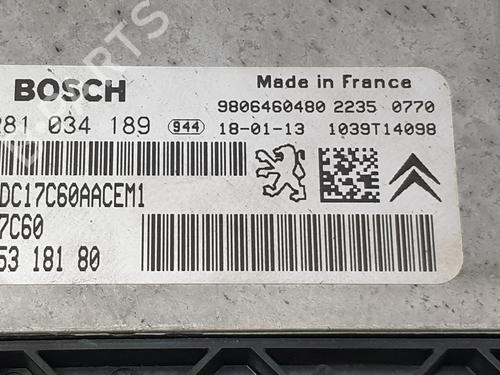 BOSCH
Made in France
9806460480 2235 0770
281 034 189 944 18-01-13 1039T14098
DC17C60AACEM1
7C60
53 181 80